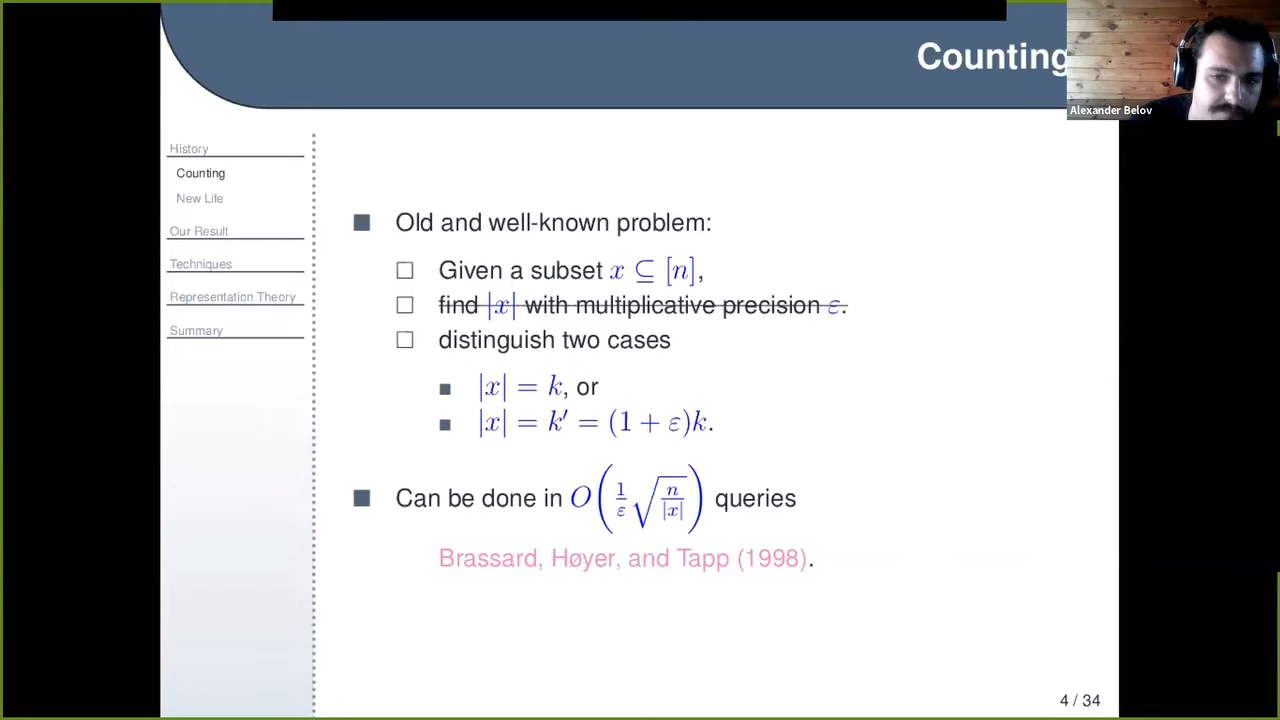 Counting
Alexander Belov
History
Counting
New Life
Our Result
Techniques
Representation Theory
Summary
Old and well-known problem:
Given a subset x ⊆ [n],
find |x| with multiplicative precision ε.
distinguish two cases
|x| = k, or
|x| = k′ = (1 + ε)k.
Can be done in O(1/ε √(n/|x|)) queries
Brassard, Høyer, and Tapp (1998).
4 / 34